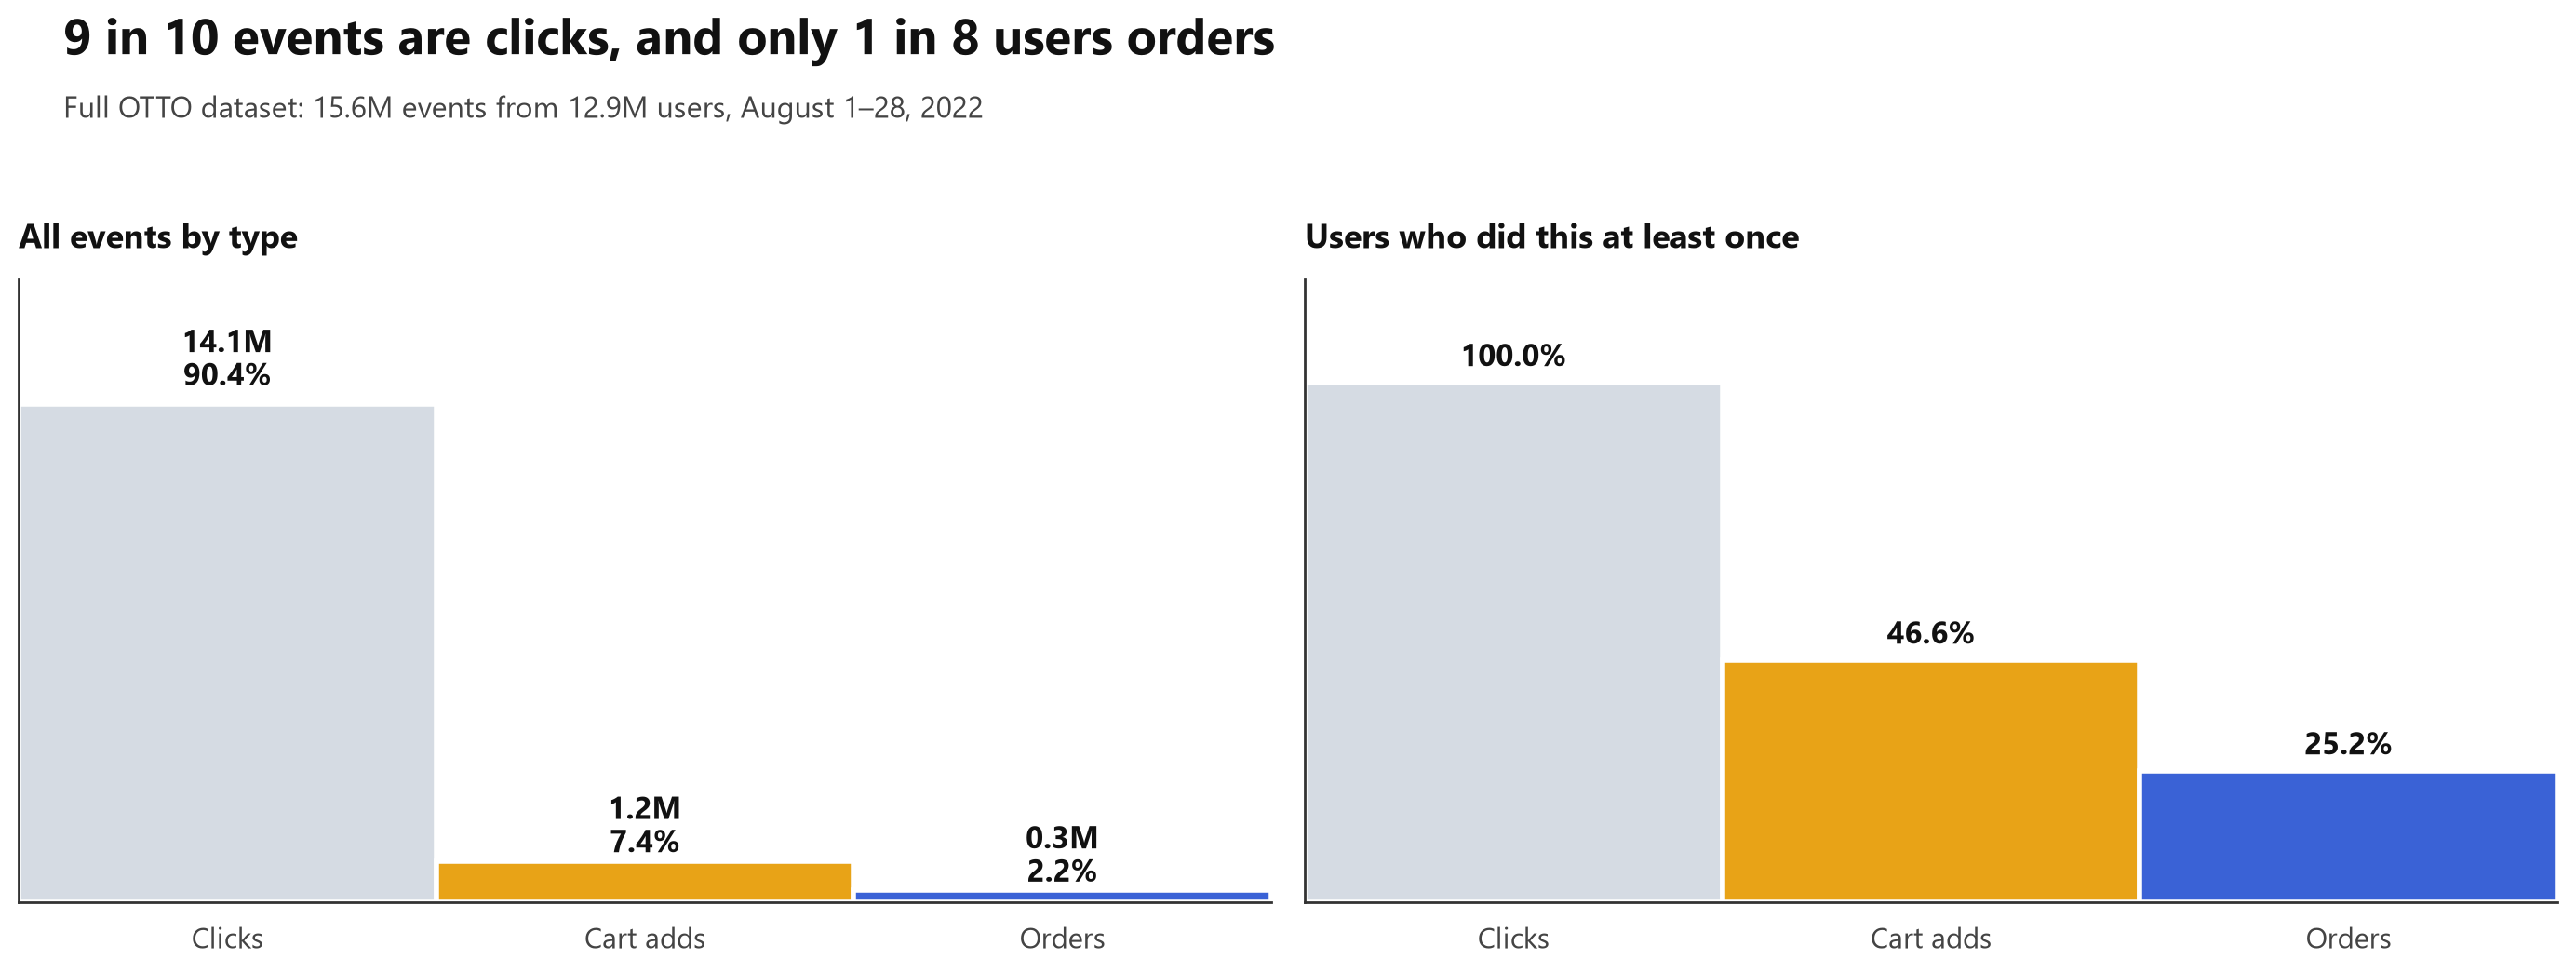 9 in 10 events are clicks, and only 1 in 8 users orders
Full OTTO dataset: 15.6M events from 12.9M users, August 1–28, 2022
All events by type
14.1M
90.4%
1.2M
7.4%
0.3M
2.2%
Clicks
Cart adds
Orders
Users who did this at least once
100.0%
46.6%
25.2%
Clicks
Cart adds
Orders